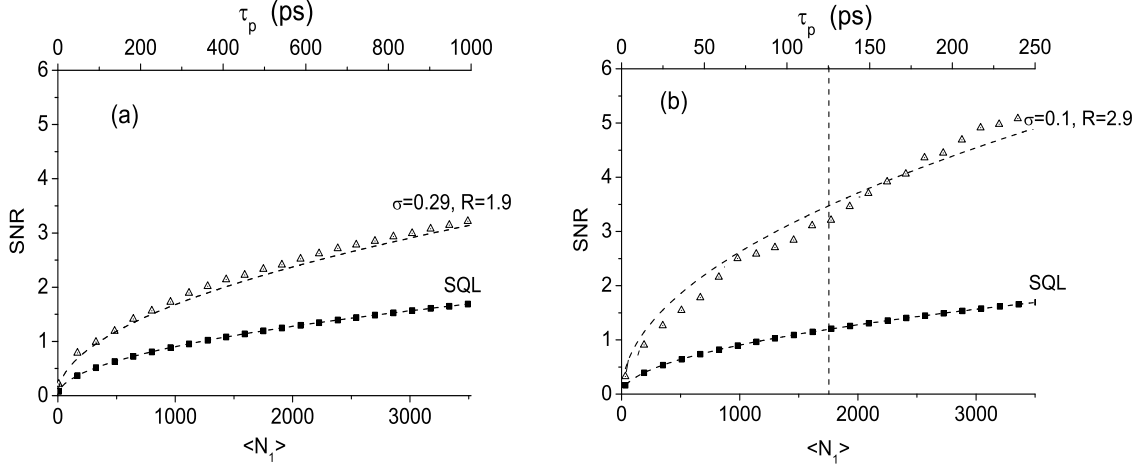 τp (ps)
0 200 400 600 800 1000
6
5
4
3
2
1
0
SNR
(a)
σ=0.29, R=1.9
SQL
0 1000 2000 3000
<N1>
τp (ps)
0 50 100 150 200 250
6
5
4
3
2
1
0
SNR
(b)
σ=0.1, R=2.9
SQL
0 1000 2000 3000
<N1>